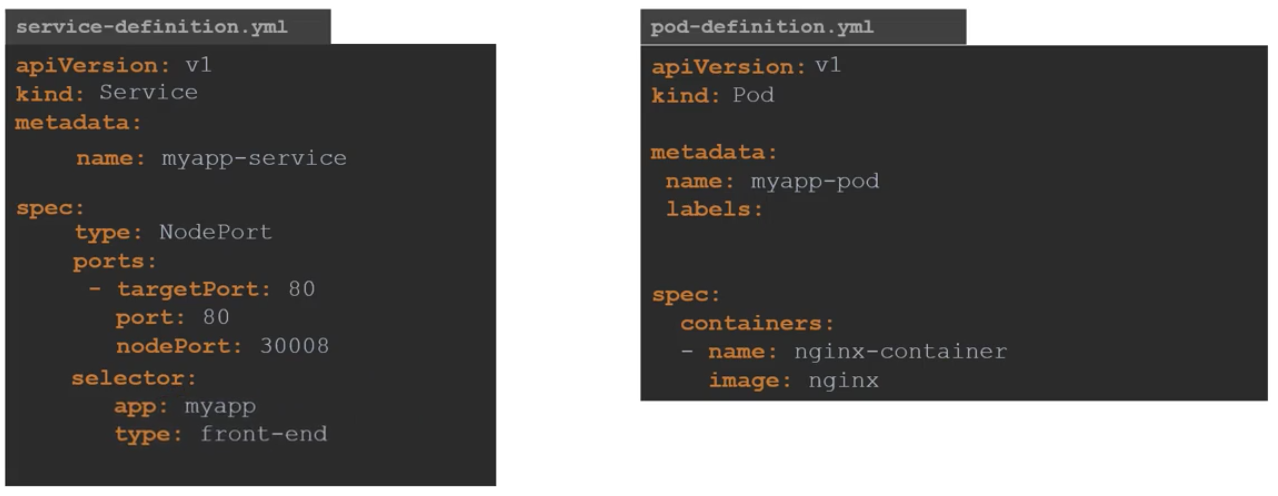 service-definition.yml
apiVersion: v1
kind: Service
metadata:
name: myapp-service
spec:
type: NodePort
ports:
- targetPort: 80
port: 80
nodePort: 30008
selector:
app: myapp
type: front-end
pod-definition.yml
apiVersion: v1
kind: Pod
metadata:
name: myapp-pod
labels:
spec:
containers:
- name: nginx-container
image: nginx